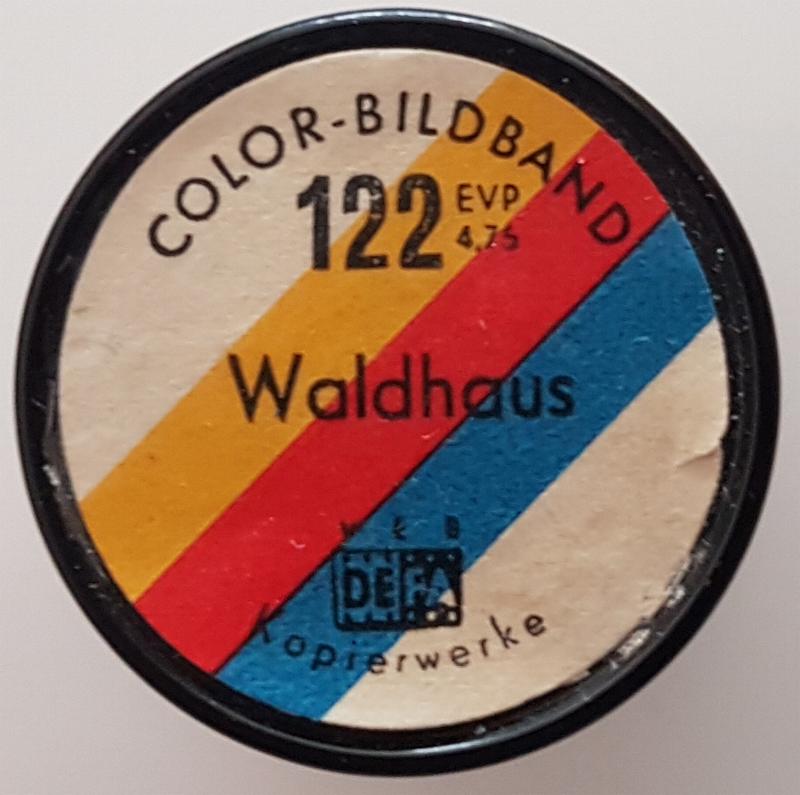 COLOR-BILDBAND
122 EVP
4,75
Waldhaus
VEB
DEFA
Kopierwerke